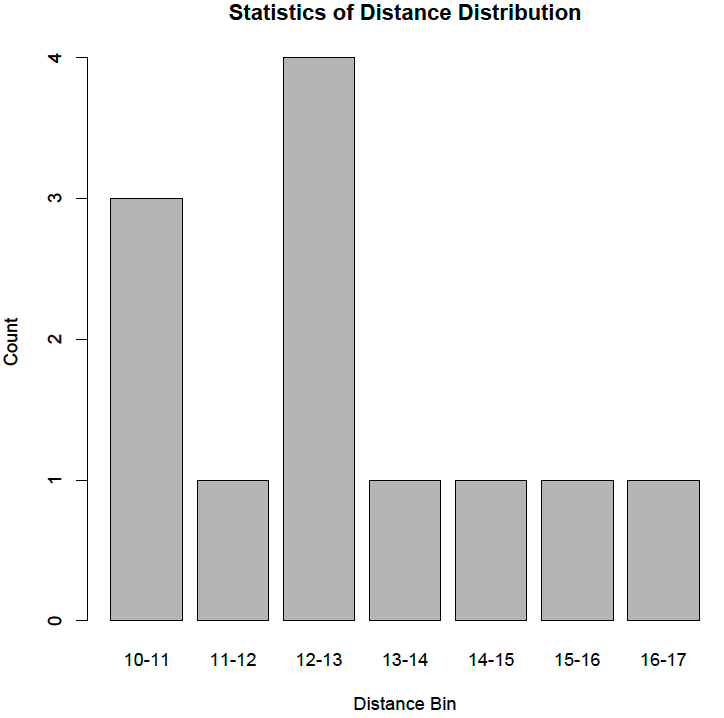 Statistics of Distance Distribution
4
3
2
1
0
Count
10-11 11-12 12-13 13-14 14-15 15-16 16-17
Distance Bin